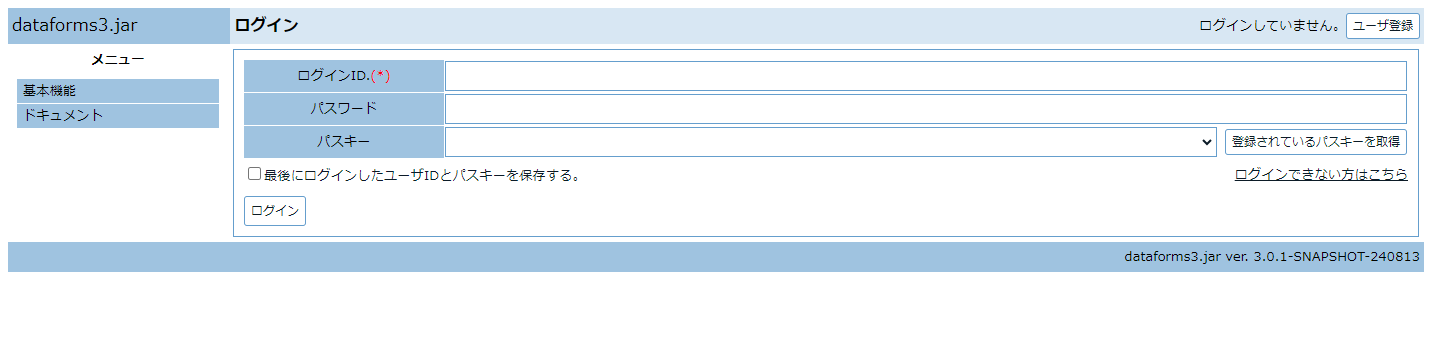 dataforms3.jar
ログイン
ログインしていません。 ユーザ登録
メニュー
基本機能
ドキュメント
ログインID.(*)
パスワード
パスキー
登録されているパスキーを取得
最後にログインしたユーザIDとパスキーを保存する。
ログインできない方はこちら
ログイン
dataforms3.jar ver. 3.0.1-SNAPSHOT-240813